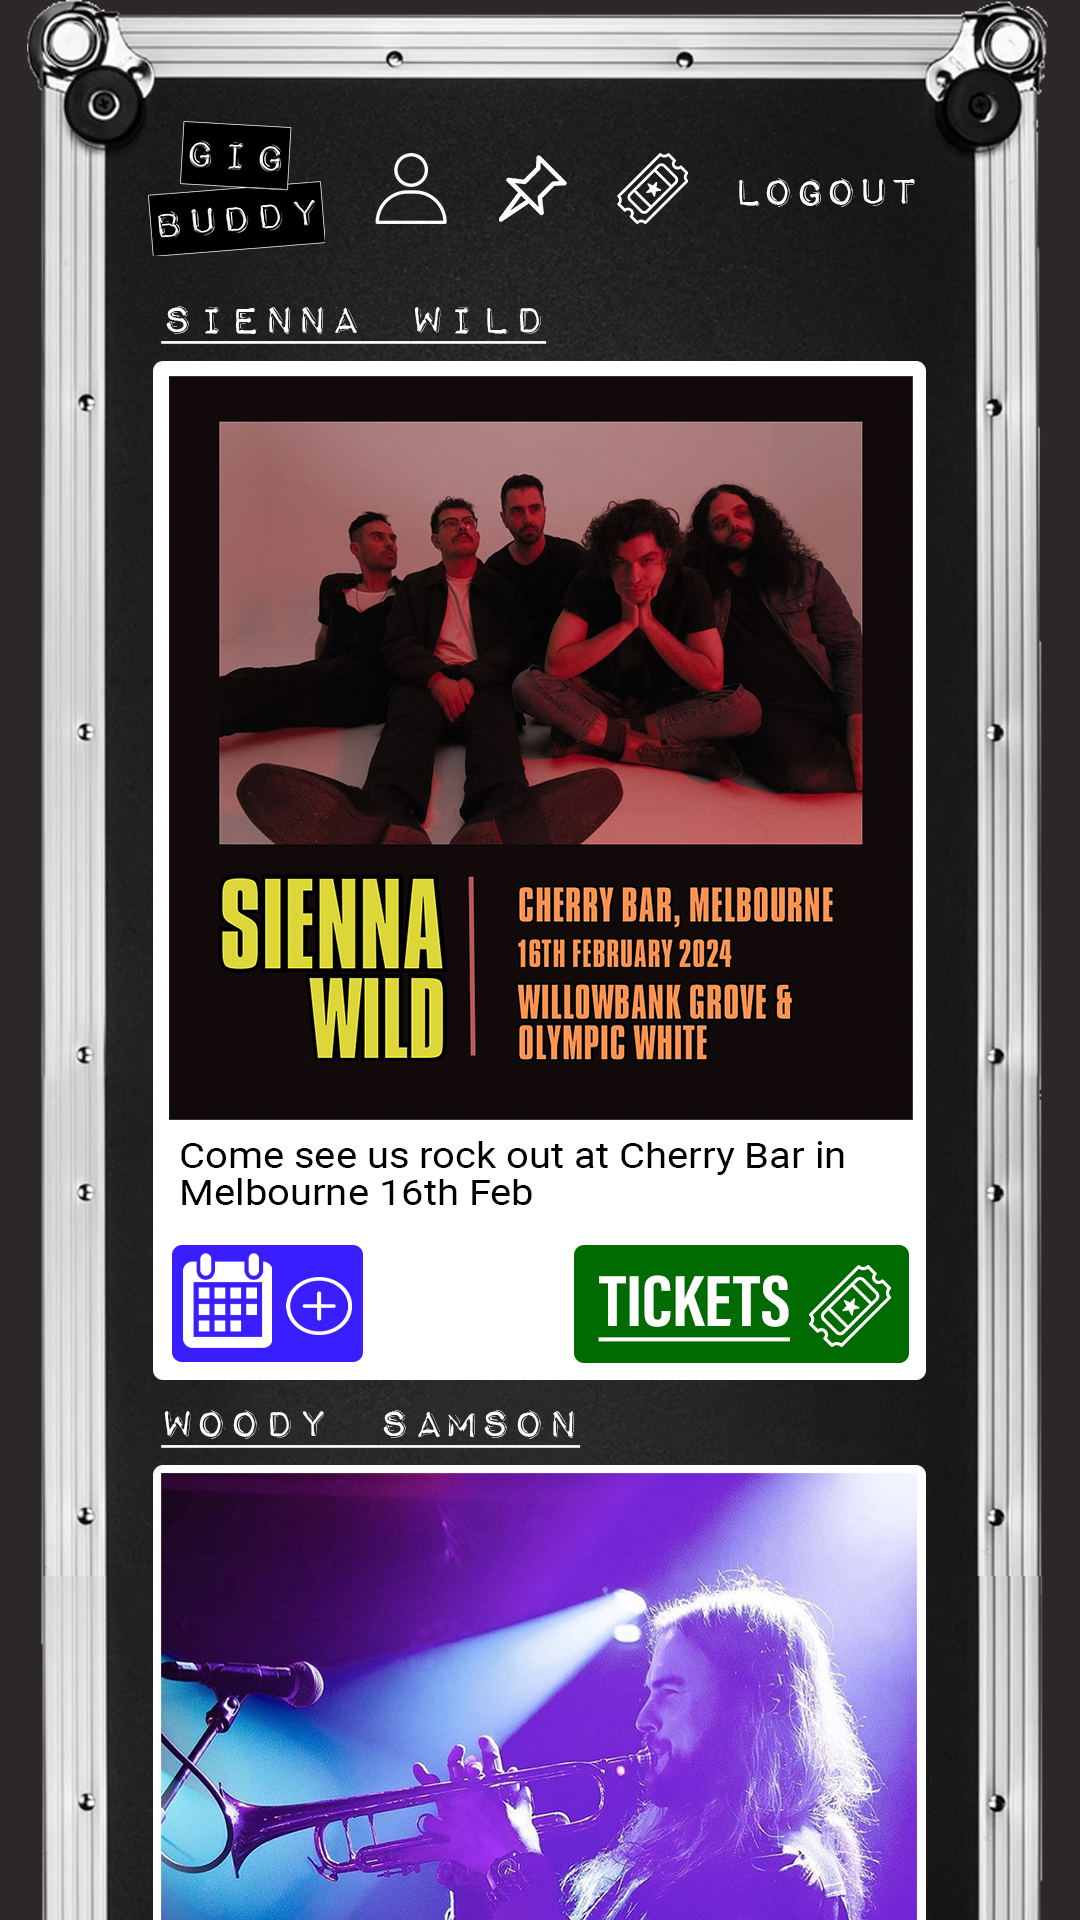 GIG
BUDDY
LOGOUT
SIENNA WILD
SIENNA
WILD
CHERRY BAR, MELBOURNE
16TH FEBRUARY 2024
WILLOWBANK GROVE &
OLYMPIC WHITE
Come see us rock out at Cherry Bar in
Melbourne 16th Feb
TICKETS
WOODY SAMSON